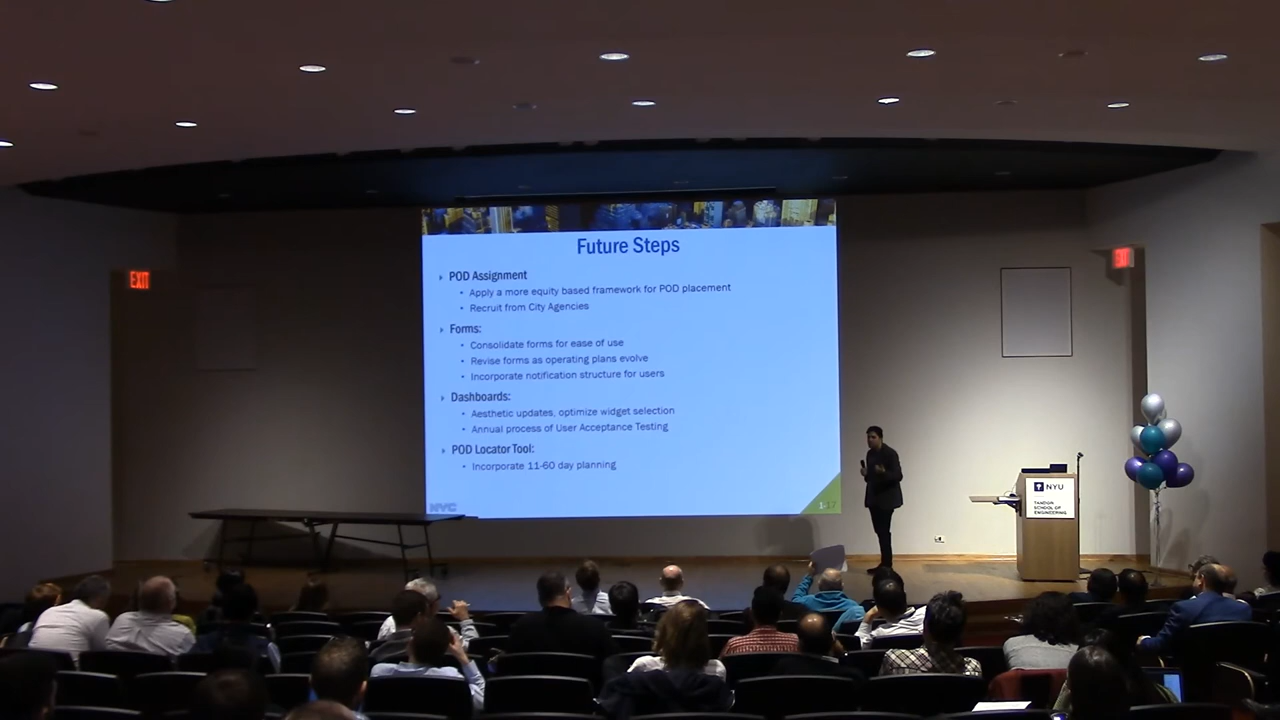 Future Steps
POD Assignment
Apply a more equity based framework for POD placement
Recruit from City Agencies
Forms:
Consolidate forms for ease of use
Revise forms as operating plans evolve
Incorporate notification structure for users
Dashboards:
Aesthetic updates, optimize widget selection
Annual process of User Acceptance Testing
POD Locator Tool:
Incorporate 11-60 day planning
NYC
EXIT
EXIT
NYU
TANDON
SCHOOL OF
ENGINEERING